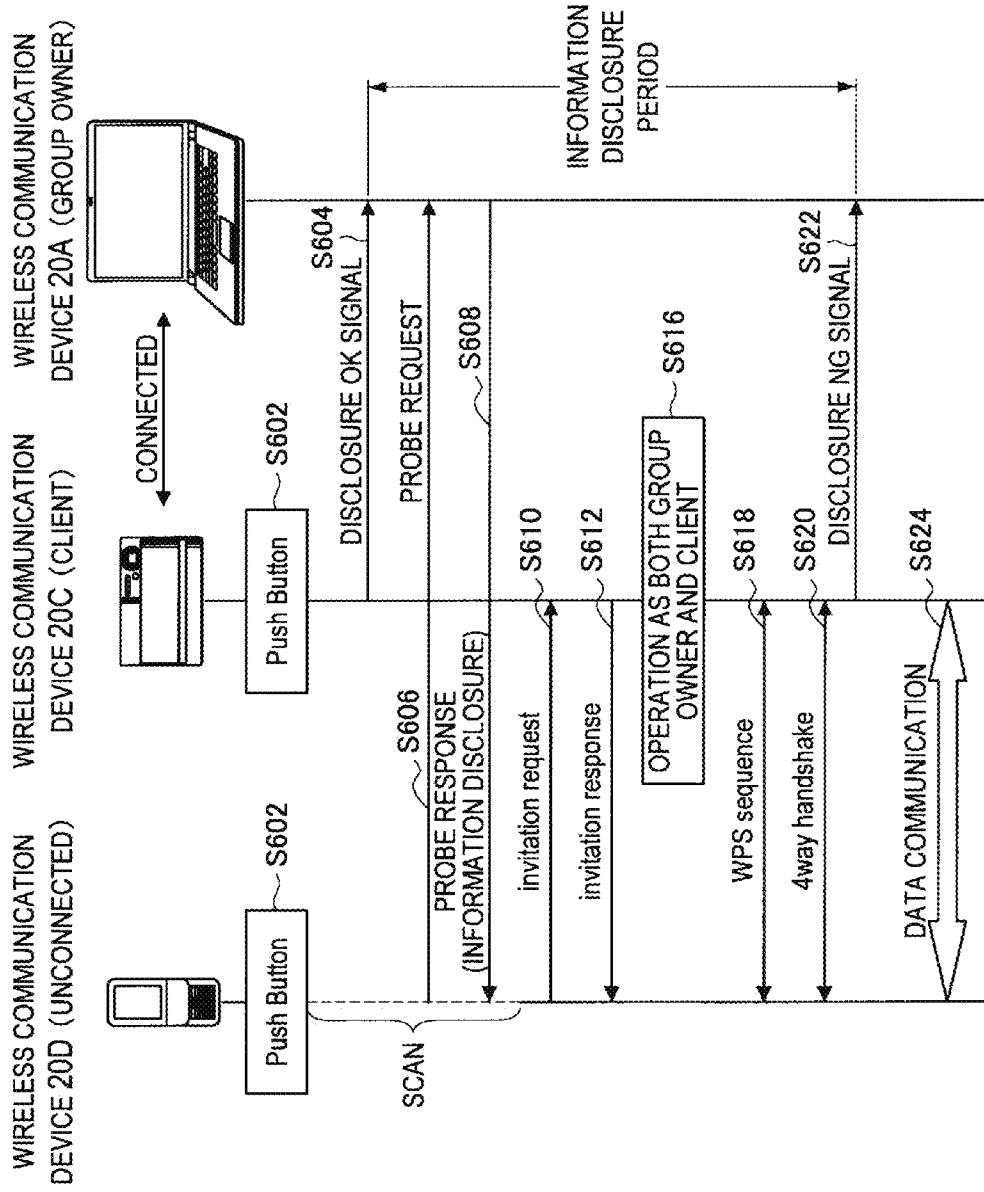 WIRELESS COMMUNICATION
DEVICE 20D (UNCONNECTED)
WIRELESS COMMUNICATION
DEVICE 20C (CLIENT)
WIRELESS COMMUNICATION
DEVICE 20A (GROUP OWNER)
CONNECTED
Push Button
S602
Push Button
S602
S604
DISCLOSURE OK SIGNAL
SCAN
S606
PROBE REQUEST
PROBE RESPONSE
(INFORMATION DISCLOSURE)
S608
INFORMATION
DISCLOSURE
PERIOD
invitation request
S610
invitation response
S612
OPERATION AS BOTH GROUP
OWNER AND CLIENT
S616
WPS sequence
S618
4way handshake
S620
DISCLOSURE NG SIGNAL
S622
DATA COMMUNICATION
S624